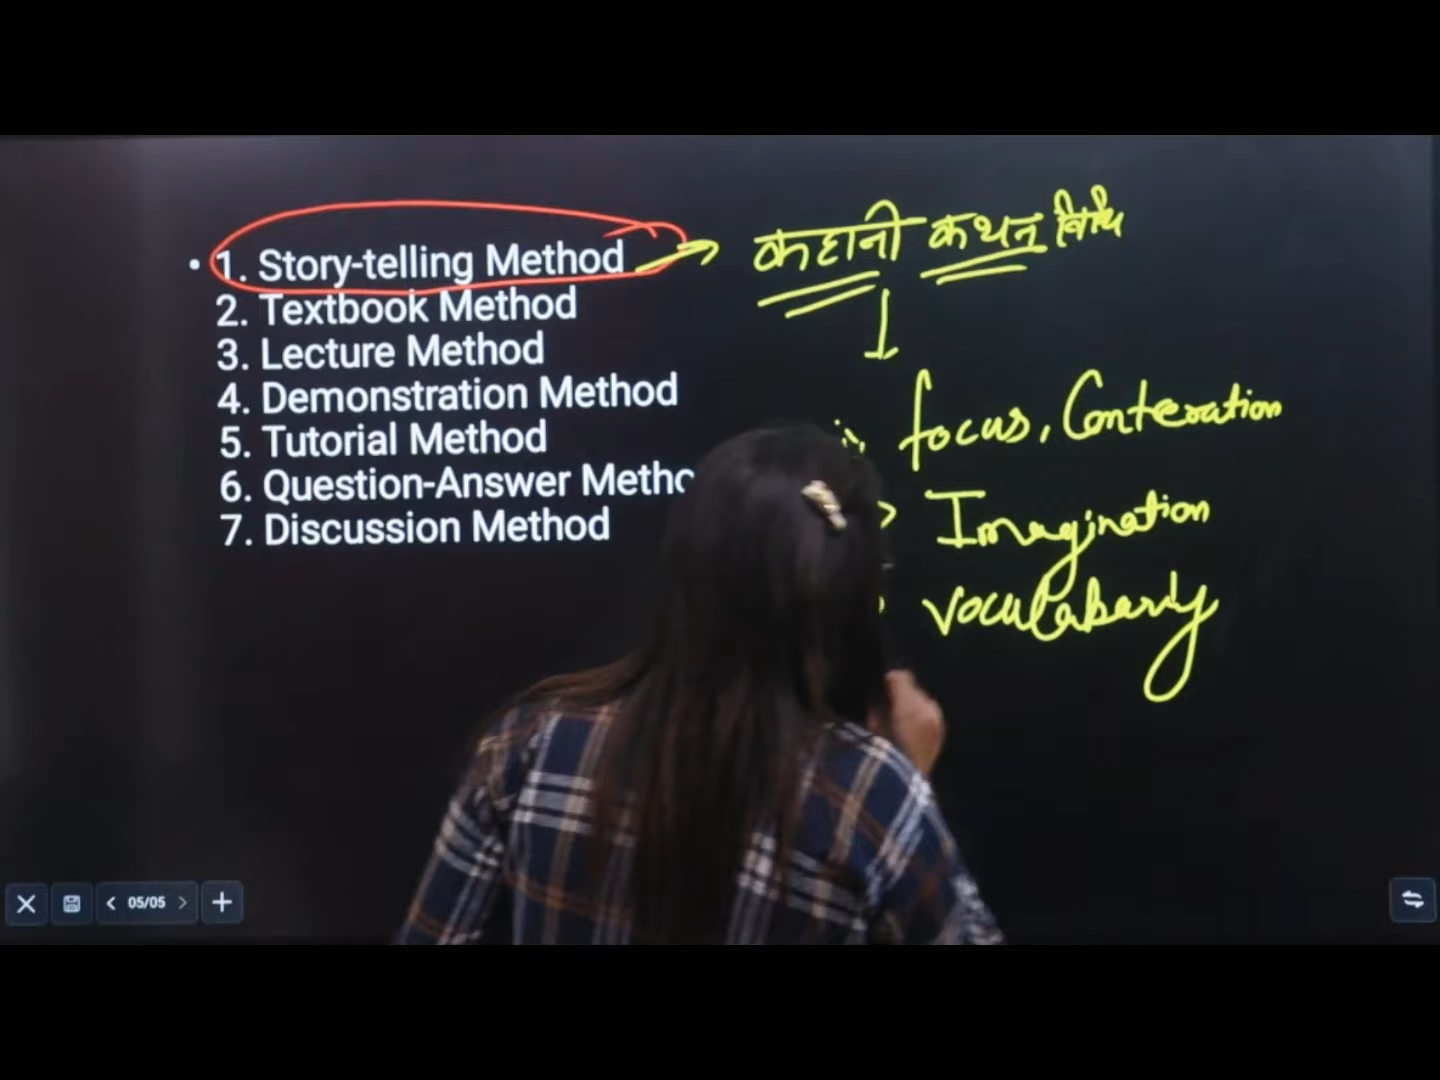 • 1. Story-telling Method
2. Textbook Method
3. Lecture Method
4. Demonstration Method
5. Tutorial Method
6. Question-Answer Metho
7. Discussion Method
कहानी कथन विधि
focus, Conteration
Imagination
vocalabary
05/05